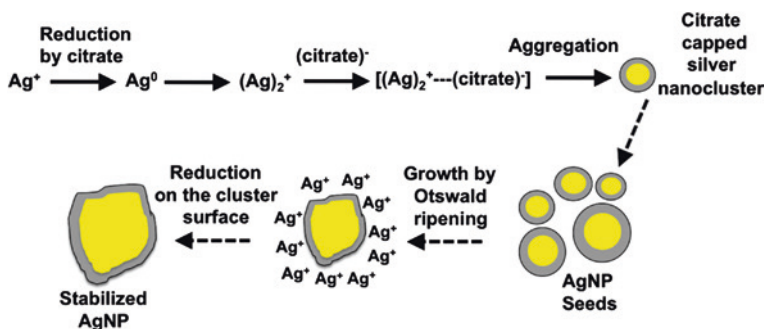 Reduction
by citrate
Ag⁺
Ag⁰
(Ag)₂⁺
(citrate)⁻
[(Ag)₂⁺---(citrate)⁻]
Aggregation
Citrate
capped
silver
nanocluster
AgNP
Seeds
Growth by
Otswald
ripening
Ag⁺ Ag⁺
Ag⁺ Ag⁺
Ag⁺ Ag⁺
Ag⁺ Ag⁺
Ag⁺ Ag⁺ Ag⁺
Reduction
on the cluster
surface
Stabilized
AgNP